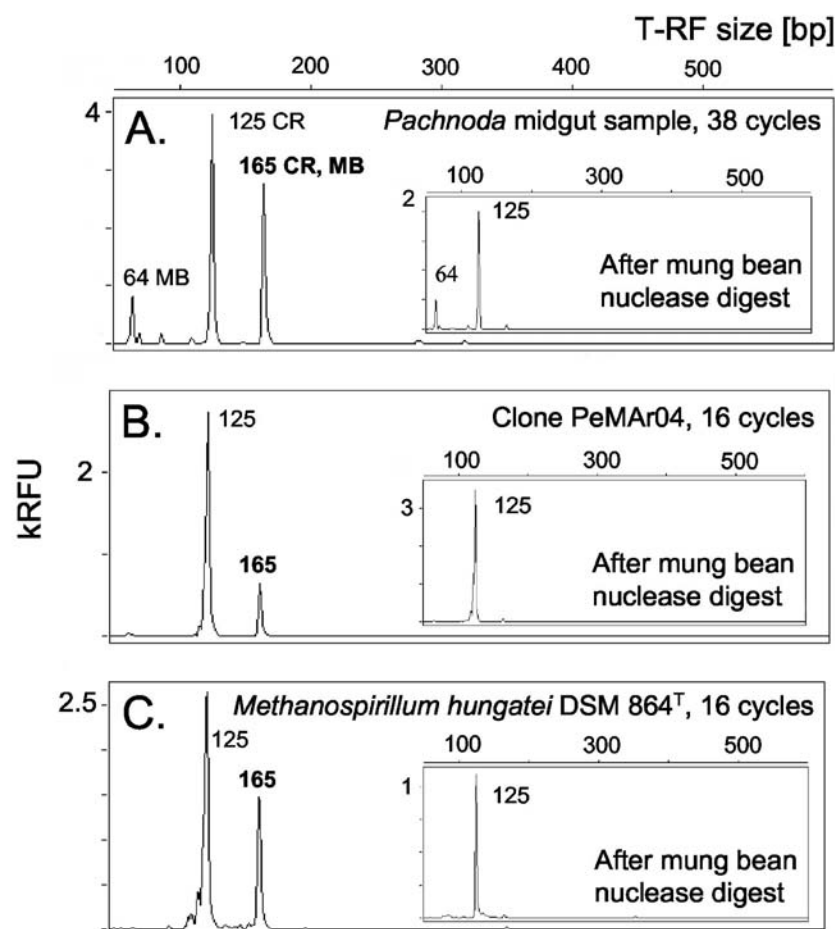 T-RF size [bp]
100 200 300 400 500
4
A.
125 CR
Pachnoda midgut sample, 38 cycles
165 CR, MB
64 MB
100 300 500
2
125
64
After mung bean
nuclease digest
B.
125
Clone PeMAr04, 16 cycles
2
165
100 300 500
3
125
After mung bean
nuclease digest
kRFU
2.5
C.
Methanospirillum hungatei DSM 864ᵀ, 16 cycles
125
165
100 300 500
1
125
After mung bean
nuclease digest